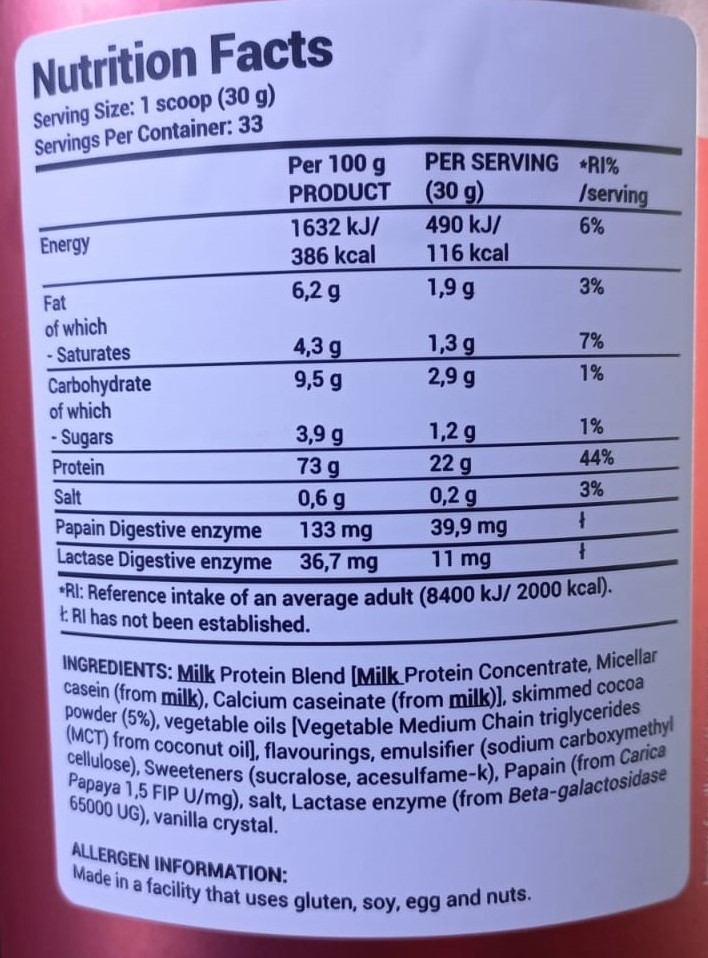 Nutrition Facts
Serving Size: 1 scoop (30 g)
Servings Per Container: 33
Per 100 g PER SERVING *RI%
PRODUCT (30 g) /serving
Energy 1632 kJ/ 490 kJ/ 6%
386 kcal 116 kcal
Fat 6,2 g 1,9 g 3%
of which
- Saturates 4,3 g 1,3 g 7%
Carbohydrate 9,5 g 2,9 g 1%
of which
- Sugars 3,9 g 1,2 g 1%
Protein 73 g 22 g 44%
Salt 0,6 g 0,2 g 3%
Papain Digestive enzyme 133 mg 39,9 mg ƚ
Lactase Digestive enzyme 36,7 mg 11 mg ƚ
*RI: Reference intake of an average adult (8400 kJ/ 2000 kcal).
ƚ: RI has not been established.
INGREDIENTS: Milk Protein Blend [Milk Protein Concentrate, Micellar
casein (from milk), Calcium caseinate (from milk)], skimmed cocoa
powder (5%), vegetable oils [Vegetable Medium Chain triglycerides
(MCT) from coconut oil], flavourings, emulsifier (sodium carboxymethyl
cellulose), Sweeteners (sucralose, acesulfame-k), Papain (from Carica
Papaya 1,5 FIP U/mg), salt, Lactase enzyme (from Beta-galactosidase
65000 UG), vanilla crystal.
ALLERGEN INFORMATION:
Made in a facility that uses gluten, soy, egg and nuts.